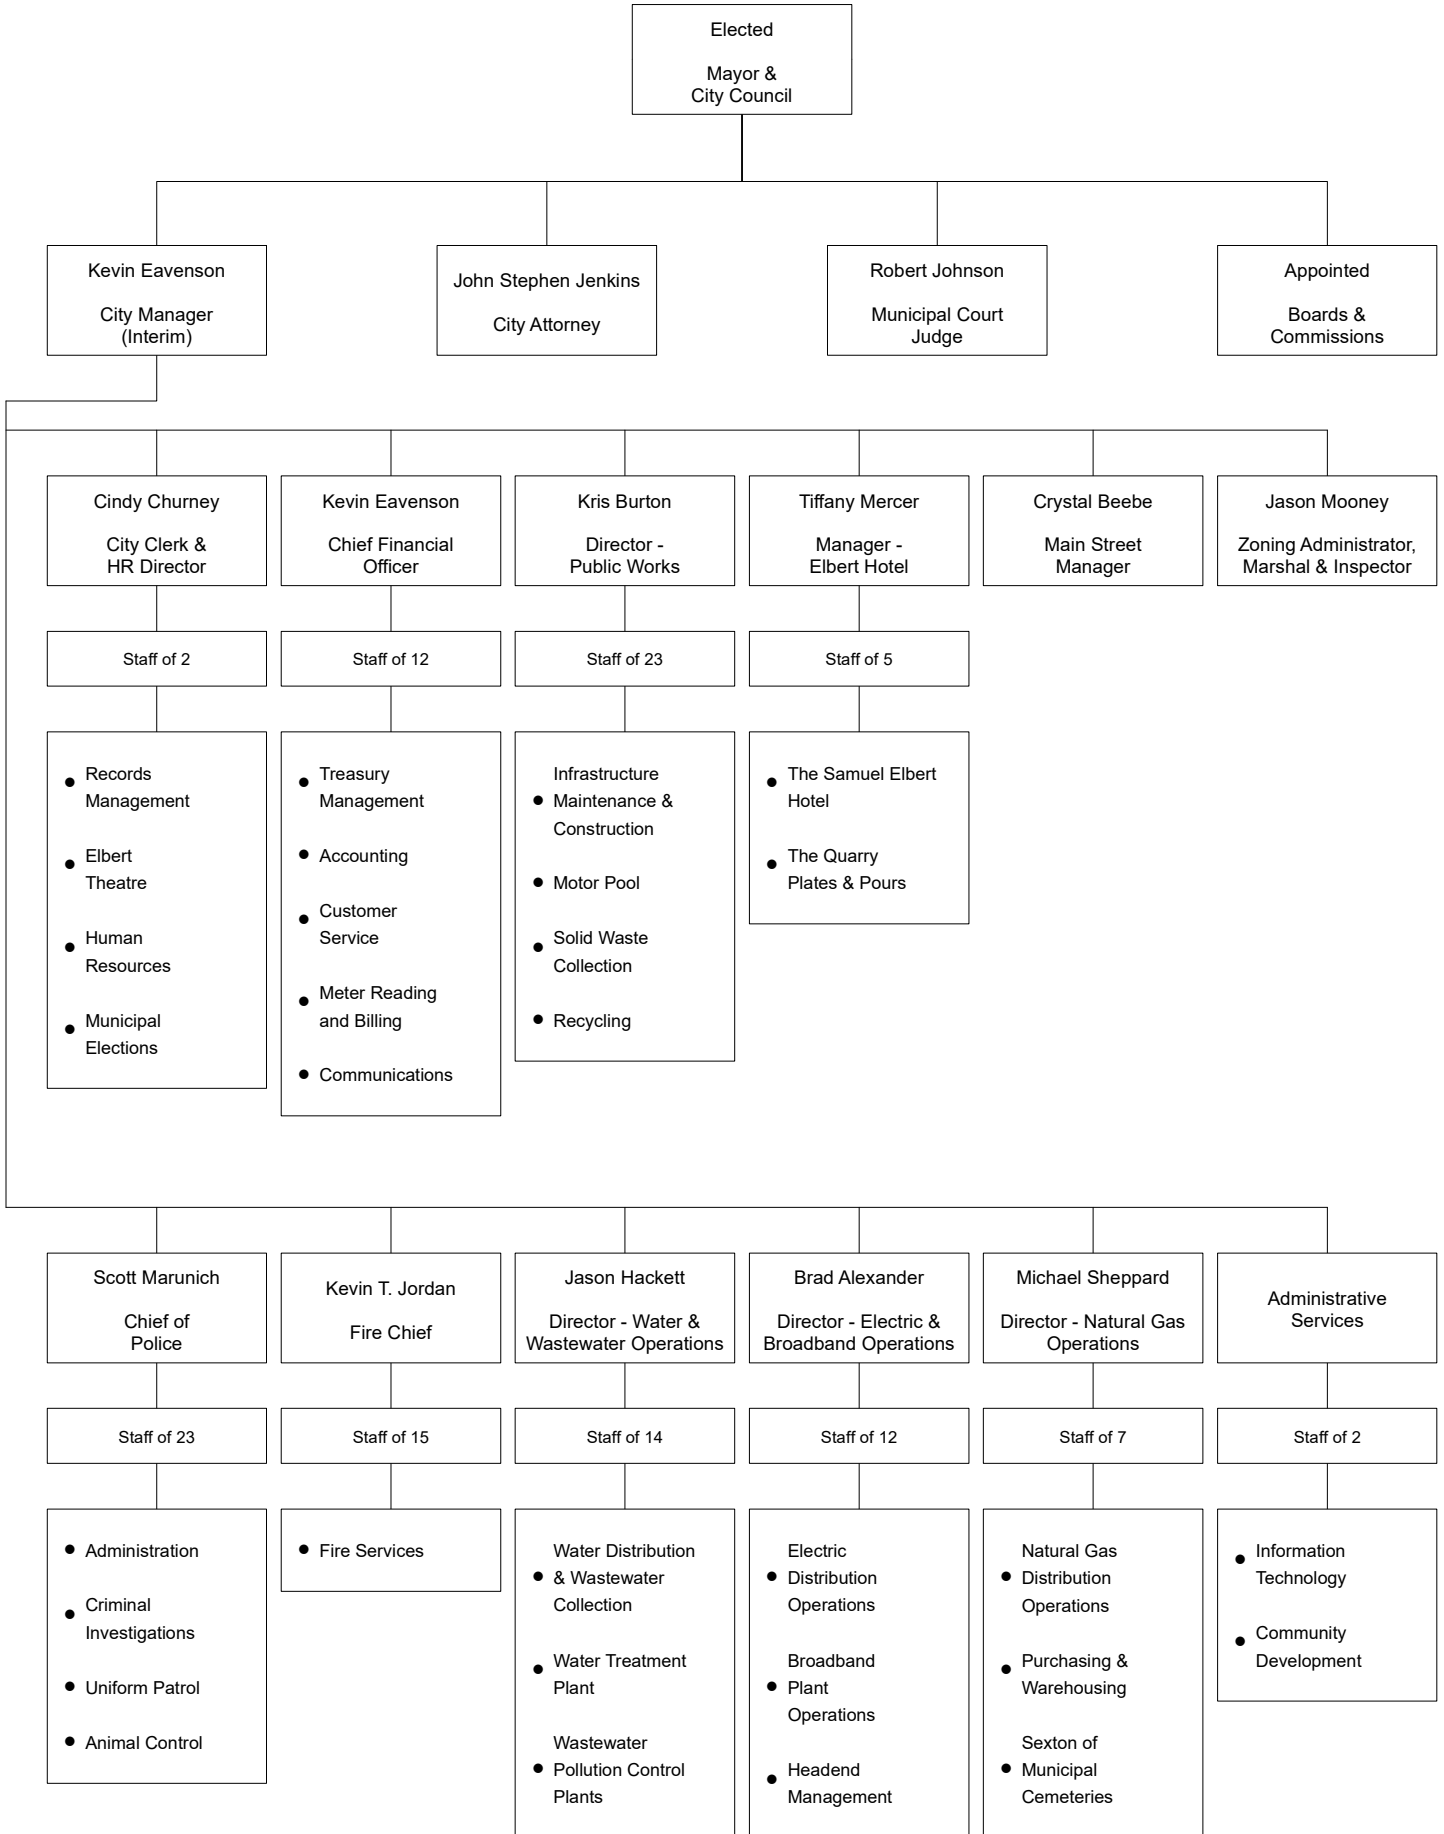 Elected
Mayor &
City Council
Kevin Eavenson
City Manager
(Interim)
John Stephen Jenkins
City Attorney
Robert Johnson
Municipal Court
Judge
Appointed
Boards &
Commissions
Cindy Churney
City Clerk &
HR Director
Kevin Eavenson
Chief Financial
Officer
Kris Burton
Director -
Public Works
Tiffany Mercer
Manager -
Elbert Hotel
Crystal Beebe
Main Street
Manager
Jason Mooney
Zoning Administrator,
Marshal & Inspector
Staff of 2
Staff of 12
Staff of 23
Staff of 5
Records
Management
Elbert
Theatre
Human
Resources
Municipal
Elections
Treasury
Management
Accounting
Customer
Service
Meter Reading
and Billing
Communications
Infrastructure
Maintenance &
Construction
Motor Pool
Solid Waste
Collection
Recycling
The Samuel Elbert
Hotel
The Quarry
Plates & Pours
Scott Marunich
Chief of
Police
Kevin T. Jordan
Fire Chief
Jason Hackett
Director - Water &
Wastewater Operations
Brad Alexander
Director - Electric &
Broadband Operations
Michael Sheppard
Director - Natural Gas
Operations
Administrative
Services
Staff of 23
Staff of 15
Staff of 14
Staff of 12
Staff of 7
Staff of 2
Administration
Criminal
Investigations
Uniform Patrol
Animal Control
Fire Services
Water Distribution
& Wastewater
Collection
Water Treatment
Plant
Wastewater
Pollution Control
Plants
Electric
Distribution
Operations
Broadband
Plant
Operations
Headend
Management
Natural Gas
Distribution
Operations
Purchasing &
Warehousing
Sexton of
Municipal
Cemeteries
Information
Technology
Community
Development